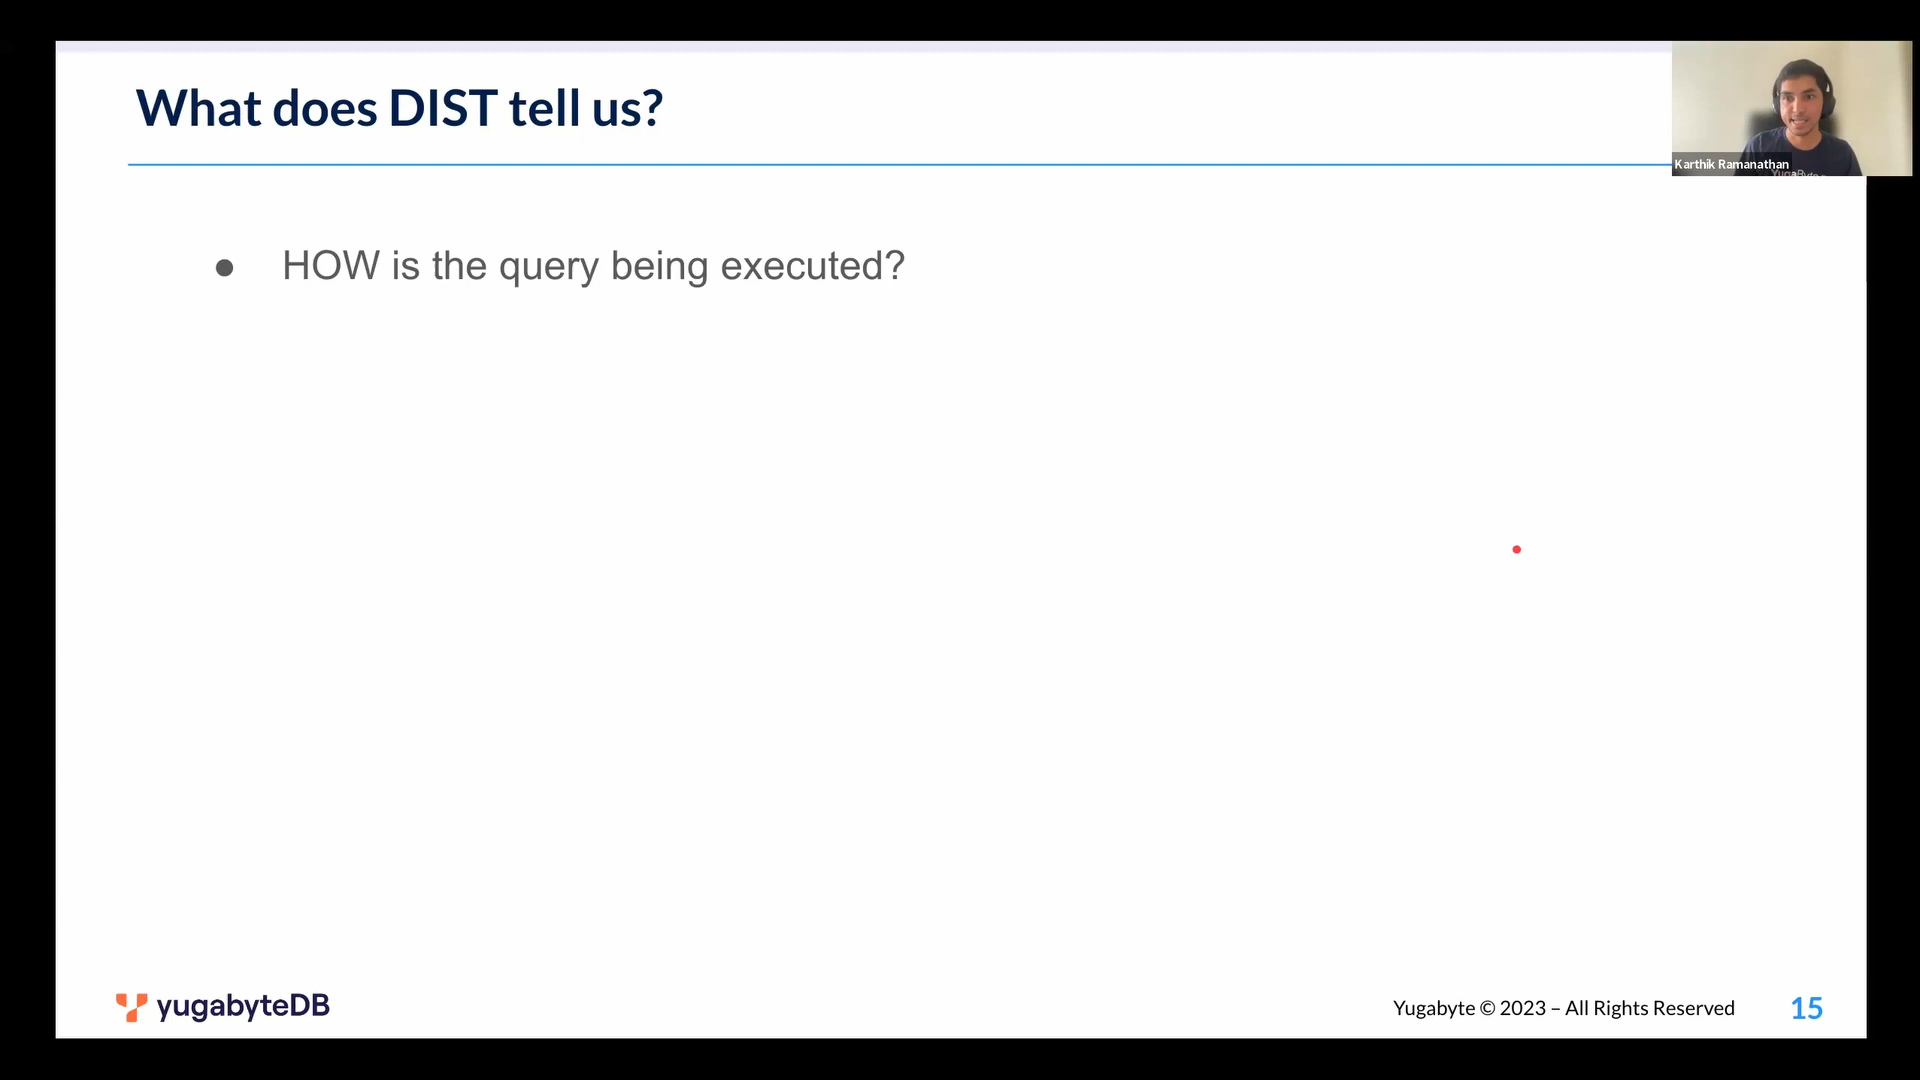 What does DIST tell us?
Karthik Ramanathan
YugaByte
● HOW is the query being executed?
yugabyteDB
Yugabyte © 2023 – All Rights Reserved
15